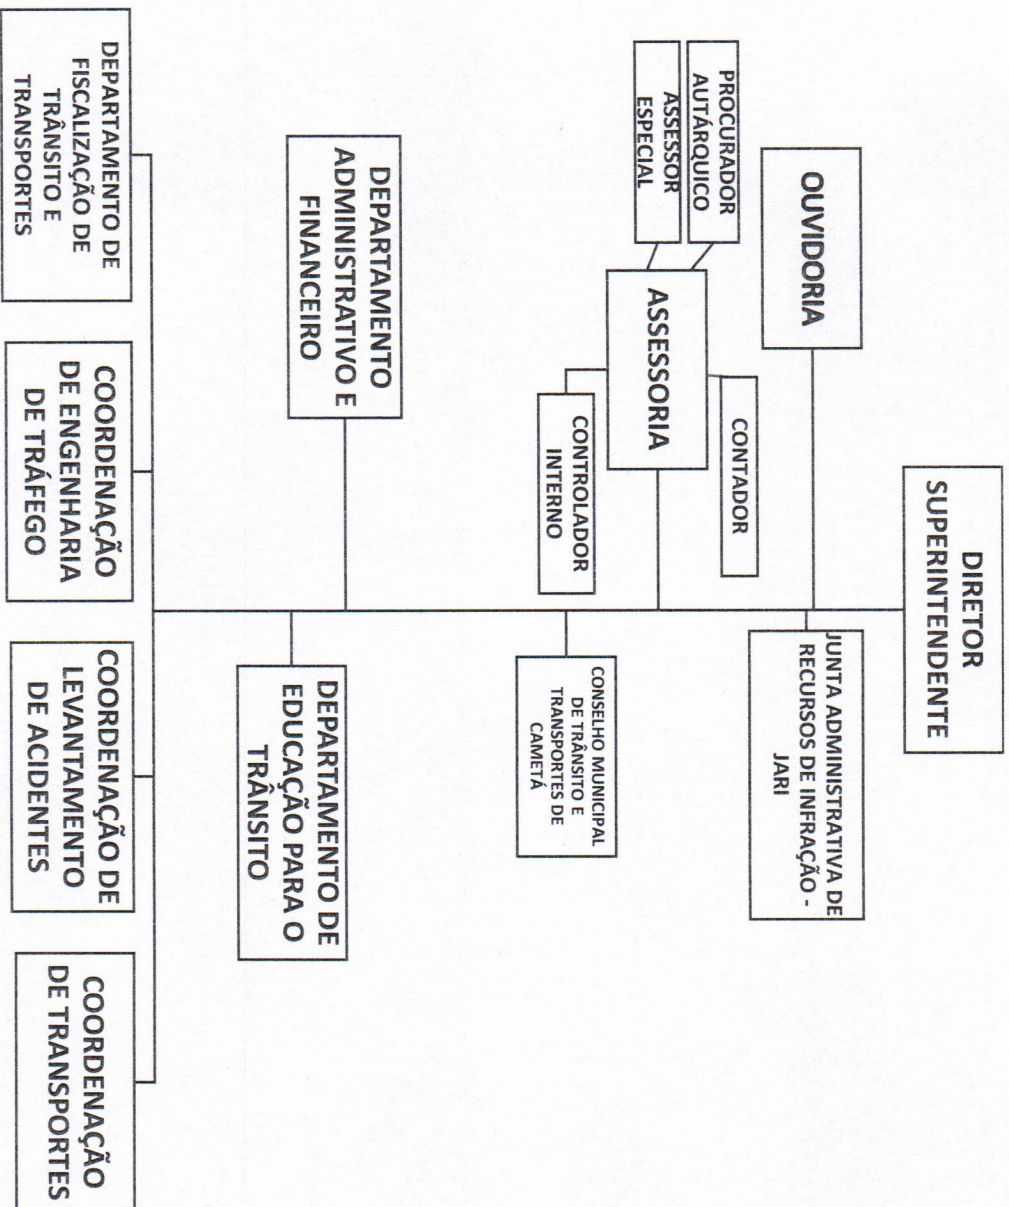 DIRETOR
SUPERINTENDENTE
OUVIDORIA
JUNTA ADMINISTRATIVA DE
RECURSOS DE INFRAÇÃO -
JARI
PROCURADOR
AUTÁRQUICO
ASSESSOR
ESPECIAL
ASSESSORIA
CONTADOR
CONTROLADOR
INTERNO
CONSELHO MUNICIPAL
DE TRÂNSITO E
TRANSPORTES DE
CAMETÁ
DEPARTAMENTO
ADMINISTRATIVO E
FINANCEIRO
DEPARTAMENTO DE
EDUCAÇÃO PARA O
TRÂNSITO
DEPARTAMENTO DE
FISCALIZAÇÃO DE
TRÂNSITO E
TRANSPORTES
COORDENAÇÃO
DE ENGENHARIA
DE TRÁFEGO
COORDENAÇÃO DE
LEVANTAMENTO
DE ACIDENTES
COORDENAÇÃO
DE TRANSPORTES